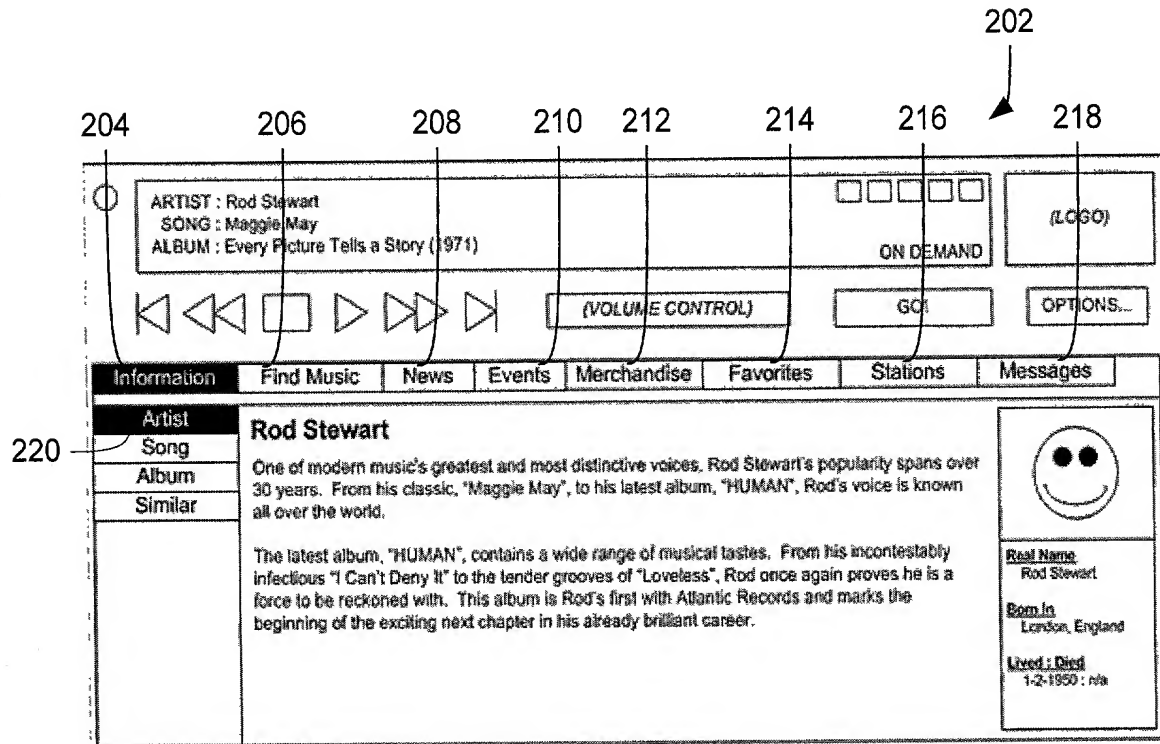 202
204 206 208 210 212 214 216 218
ARTIST : Rod Stewart
SONG : Maggie May
ALBUM : Every Picture Tells a Story (1971)
ON DEMAND
(LOGO)
(VOLUME CONTROL)
GO!
OPTIONS...
Information Find Music News Events Merchandise Favorites Stations Messages
220
Artist
Song
Album
Similar
Rod Stewart
One of modern music's greatest and most distinctive voices, Rod Stewart's popularity spans over
30 years. From his classic, "Maggie May", to his latest album, "HUMAN", Rod's voice is known
all over the world.
The latest album, "HUMAN", contains a wide range of musical tastes. From his incontestably
infectious "I Can't Deny It" to the tender grooves of "Loveless", Rod once again proves he is a
force to be reckoned with. This album is Rod's first with Atlantic Records and marks the
beginning of the exciting next chapter in his already brilliant career.
Real Name
Rod Stewart
Born in
London, England
Lived : Died
1-2-1950 : n/a